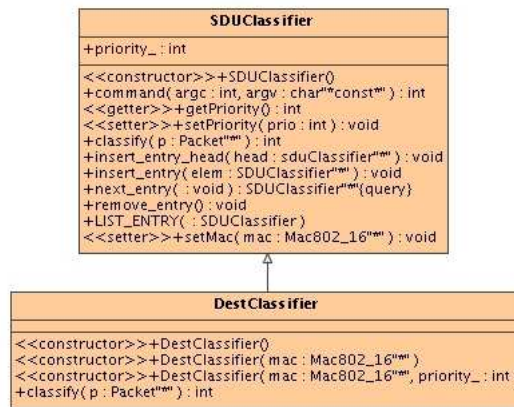 SDUClassifier
+priority_ : int
<<constructor>>+SDUClassifier()
+command( argc : int, argv : char"*const*" ) : int
<<getter>>+getPriority() : int
<<setter>>+setPriority( prio : int ) : void
+classify( p : Packet"*" ) : int
+insert_entry_head( head : sduClassifier"*" ) : void
+insert_entry( elem : SDUClassifier"*" ) : void
+next_entry( : void ) : SDUClassifier"*"{query}
+remove_entry() : void
+LIST_ENTRY( : SDUClassifier )
<<setter>>+setMac( mac : Mac802_16"*" ) : void
DestClassifier
<<constructor>>+DestClassifier()
<<constructor>>+DestClassifier( mac : Mac802_16"*" )
<<constructor>>+DestClassifier( mac : Mac802_16"*", priority_ : int
+classify( p : Packet"*" ) : int